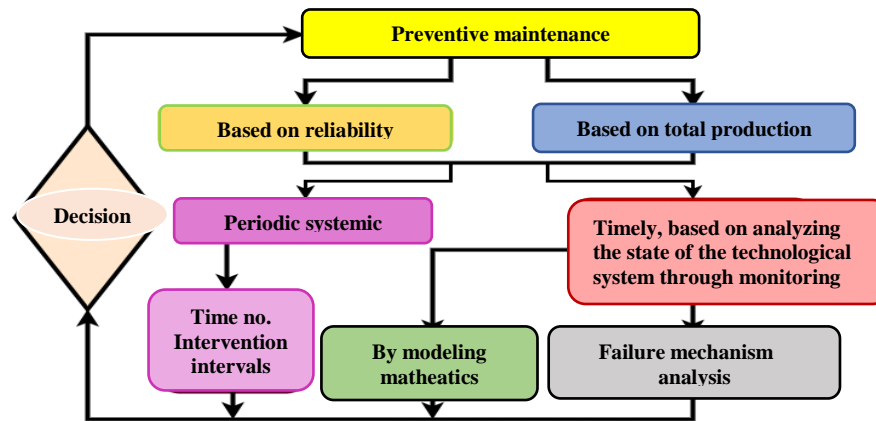 Preventive maintenance
Based on reliability
Based on total production
Decision
Periodic systemic
Timely, based on analyzing
the state of the technological
system through monitoring
Time no.
Intervention
intervals
By modeling
matheatics
Failure mechanism
analysis